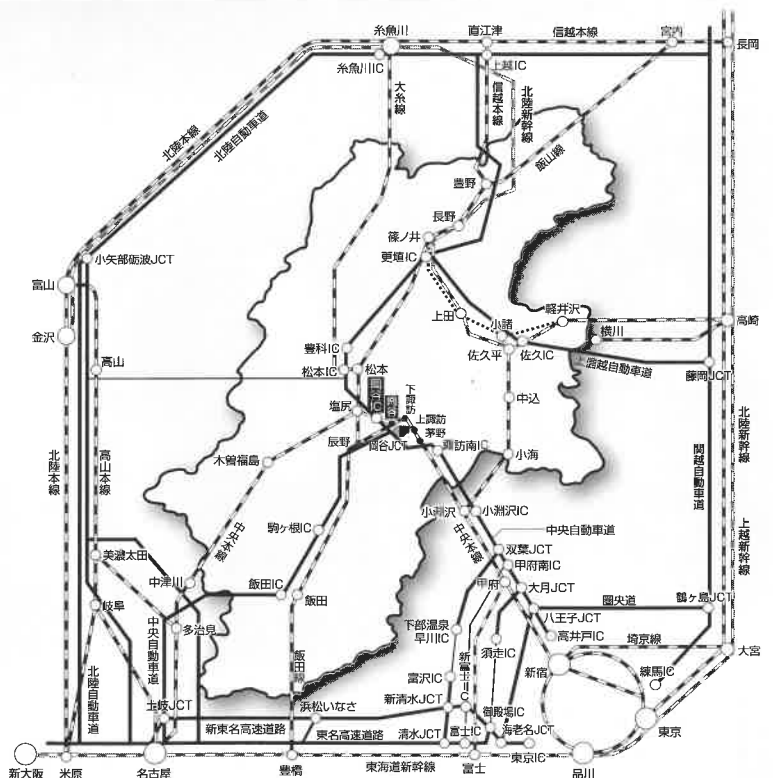 糸魚川
直江津
信越本線
宮内
長岡
糸魚川IC
上越IC
大糸線
信越本線
北陸新幹線
北陸本線
北陸自動車道
飯山線
豊野
長野
篠ノ井
更埴IC
小矢部砺波JCT
富山
金沢
高山
上田
小諸
軽井沢
横川
高崎
佐久平
佐久IC
上信越自動車道
藤岡JCT
豊科IC
松本IC
松本
岡谷IC
岡谷
下諏訪
塩尻
上諏訪
茅野
中込
辰野
岡谷JCT
諏訪南IC
小海
木曽福島
北陸本線
高山本線
関越自動車道
北陸新幹線
上越新幹線
小淵沢
小淵沢IC
中央本線
中央本線
中央自動車道
駒ヶ根IC
双葉JCT
甲府南IC
美濃太田
中津川
飯田IC
飯田
甲府
大月JCT
圏央道
鶴ヶ島JCT
岐阜
多治見
八王子JCT
高井戸IC
下部温泉
早川IC
須走IC
埼京線
大宮
新宿
練馬IC
中央自動車道
北陸自動車道
飯田線
富沢IC
新富士IC
土岐JCT
浜松いなさ
新清水JCT
御殿場IC
東京
新東名高速道路
東名高速道路
清水JCT
富士IC
海老名JCT
東京IC
新大阪
米原
名古屋
豊橋
東海道新幹線
富士
品川